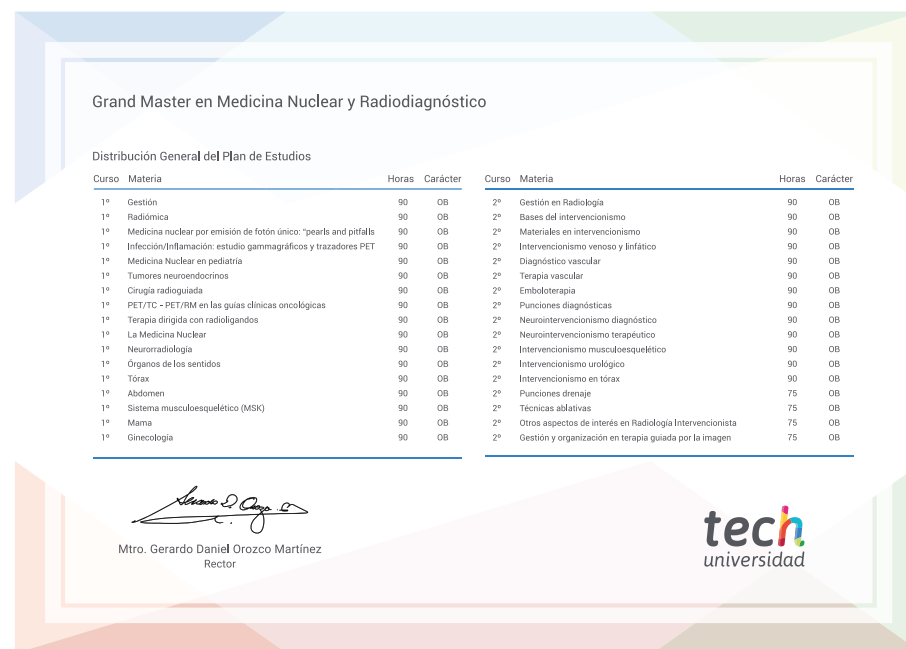 Grand Master en Medicina Nuclear y Radiodiagnóstico
Distribución General del Plan de Estudios
Curso Materia Horas Carácter
1º Gestión 90 OB
1º Radiómica 90 OB
1º Medicina nuclear por emisión de fotón único: "pearls and pitfalls 90 OB
1º Infección/Inflamación: estudio gammagráficos y trazadores PET 90 OB
1º Medicina Nuclear en pediatría 90 OB
1º Tumores neuroendocrinos 90 OB
1º Cirugía radioguiada 90 OB
1º PET/TC - PET/RM en las guías clínicas oncológicas 90 OB
1º Terapia dirigida con radioligandos 90 OB
1º La Medicina Nuclear 90 OB
1º Neurorradiología 90 OB
1º Órganos de los sentidos 90 OB
1º Tórax 90 OB
1º Abdomen 90 OB
1º Sistema musculoesquelético (MSK) 90 OB
1º Mama 90 OB
1º Ginecología 90 OB
Curso Materia Horas Carácter
2º Gestión en Radiología 90 OB
2º Bases del intervencionismo 90 OB
2º Materiales en intervencionismo 90 OB
2º Intervencionismo venoso y linfático 90 OB
2º Diagnóstico vascular 90 OB
2º Terapia vascular 90 OB
2º Emboloterapia 90 OB
2º Punciones diagnósticas 90 OB
2º Neurointervencionismo diagnóstico 90 OB
2º Neurointervencionismo terapéutico 90 OB
2º Intervencionismo musculoesquelético 90 OB
2º Intervencionismo urológico 90 OB
2º Intervencionismo en tórax 90 OB
2º Punciones drenaje 75 OB
2º Técnicas ablativas 75 OB
2º Otros aspectos de interés en Radiología Intervencionista 75 OB
2º Gestión y organización en terapia guiada por la imagen 75 OB
Mtro. Gerardo Daniel Orozco Martínez
Rector
tech
universidad